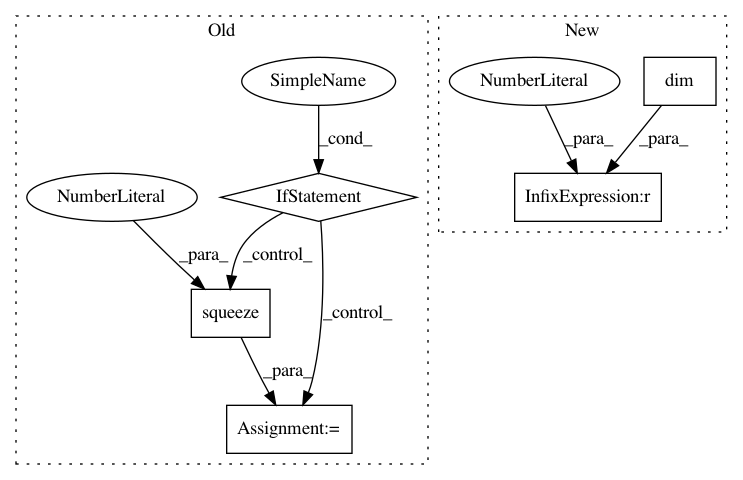 Old
New
SimpleName
NumberLiteral
dim
_cond_
_para_
_para_
NumberLiteral
IfStatement
InfixExpression:r
_para_
_control_
squeeze
_control_
_para_
Assignment:=